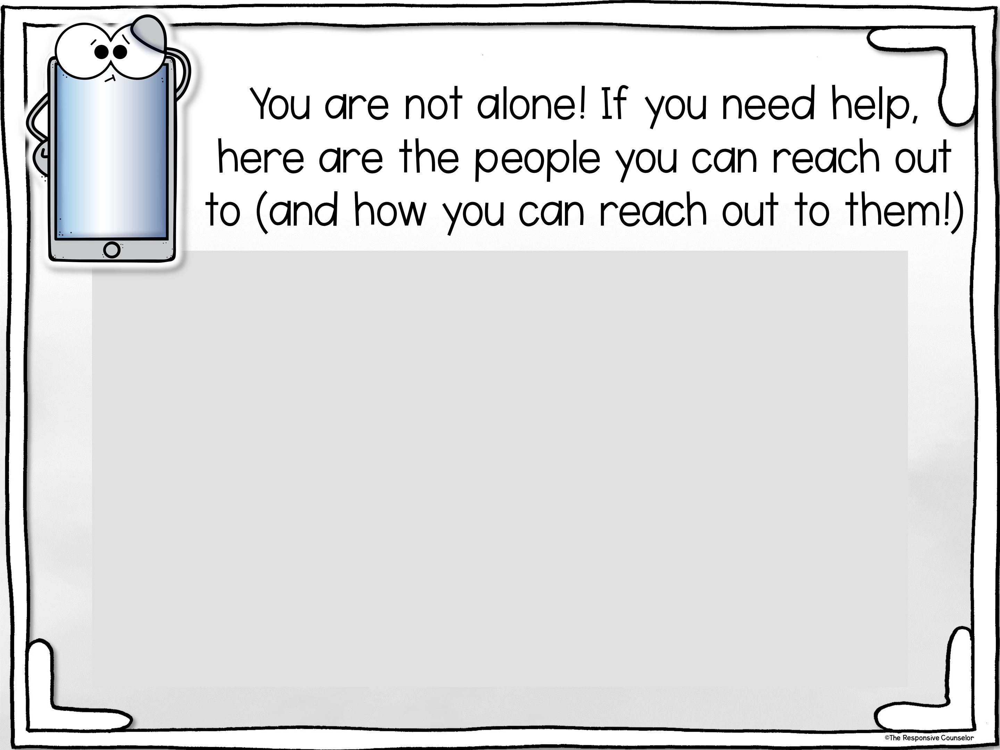 You are not alone! If you need help,
here are the people you can reach out
to (and how you can reach out to them!)
©The Responsive Counselor